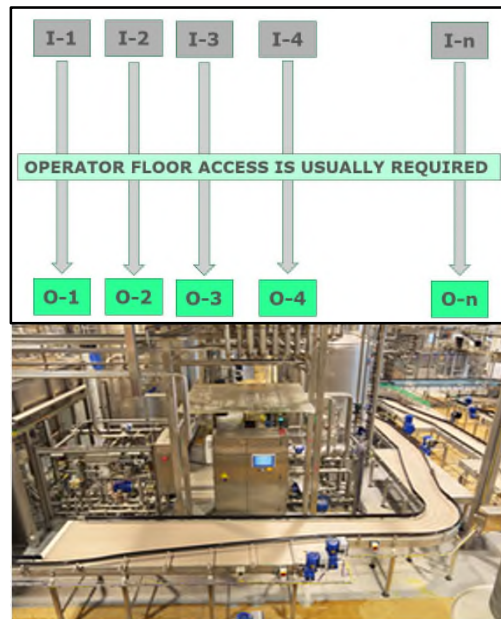 I-1 I-2 I-3 I-4 I-n
OPERATOR FLOOR ACCESS IS USUALLY REQUIRED
O-1 O-2 O-3 O-4 O-n